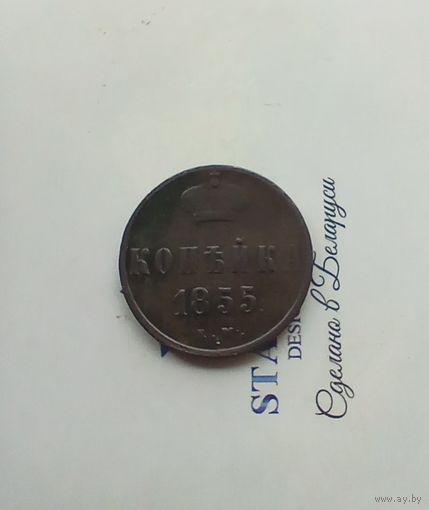 КОПѢЙКА
1855.
STA
DESI
Сделано в Беларуси
www.ay.by